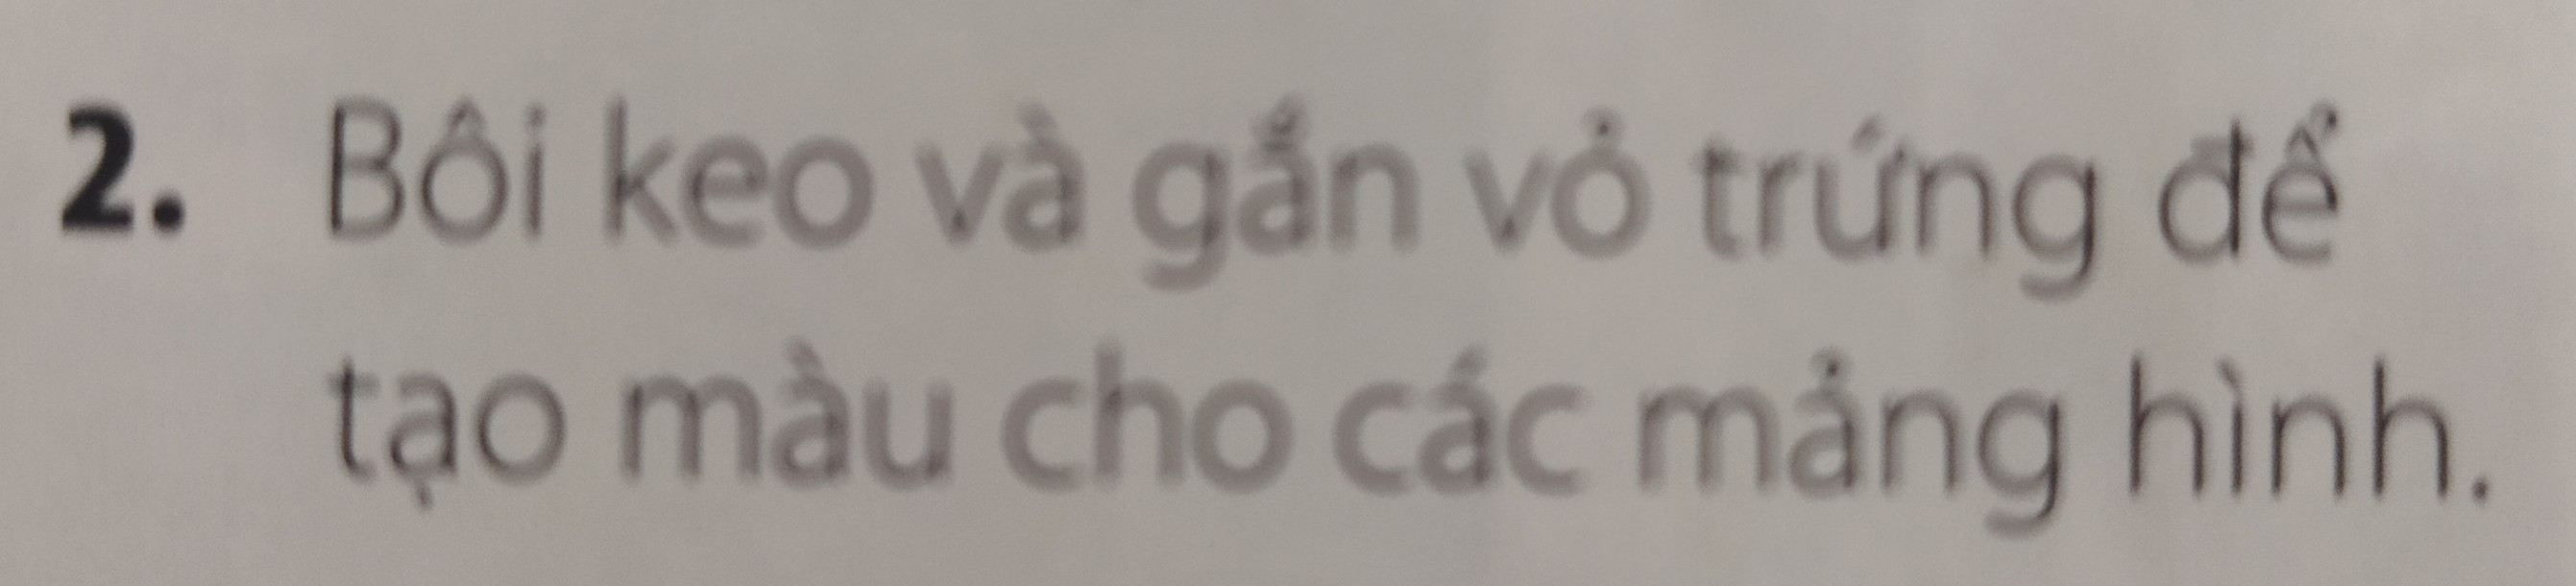 2. Bôi keo và gắn vỏ trứng để
tạo màu cho các mảng hình.